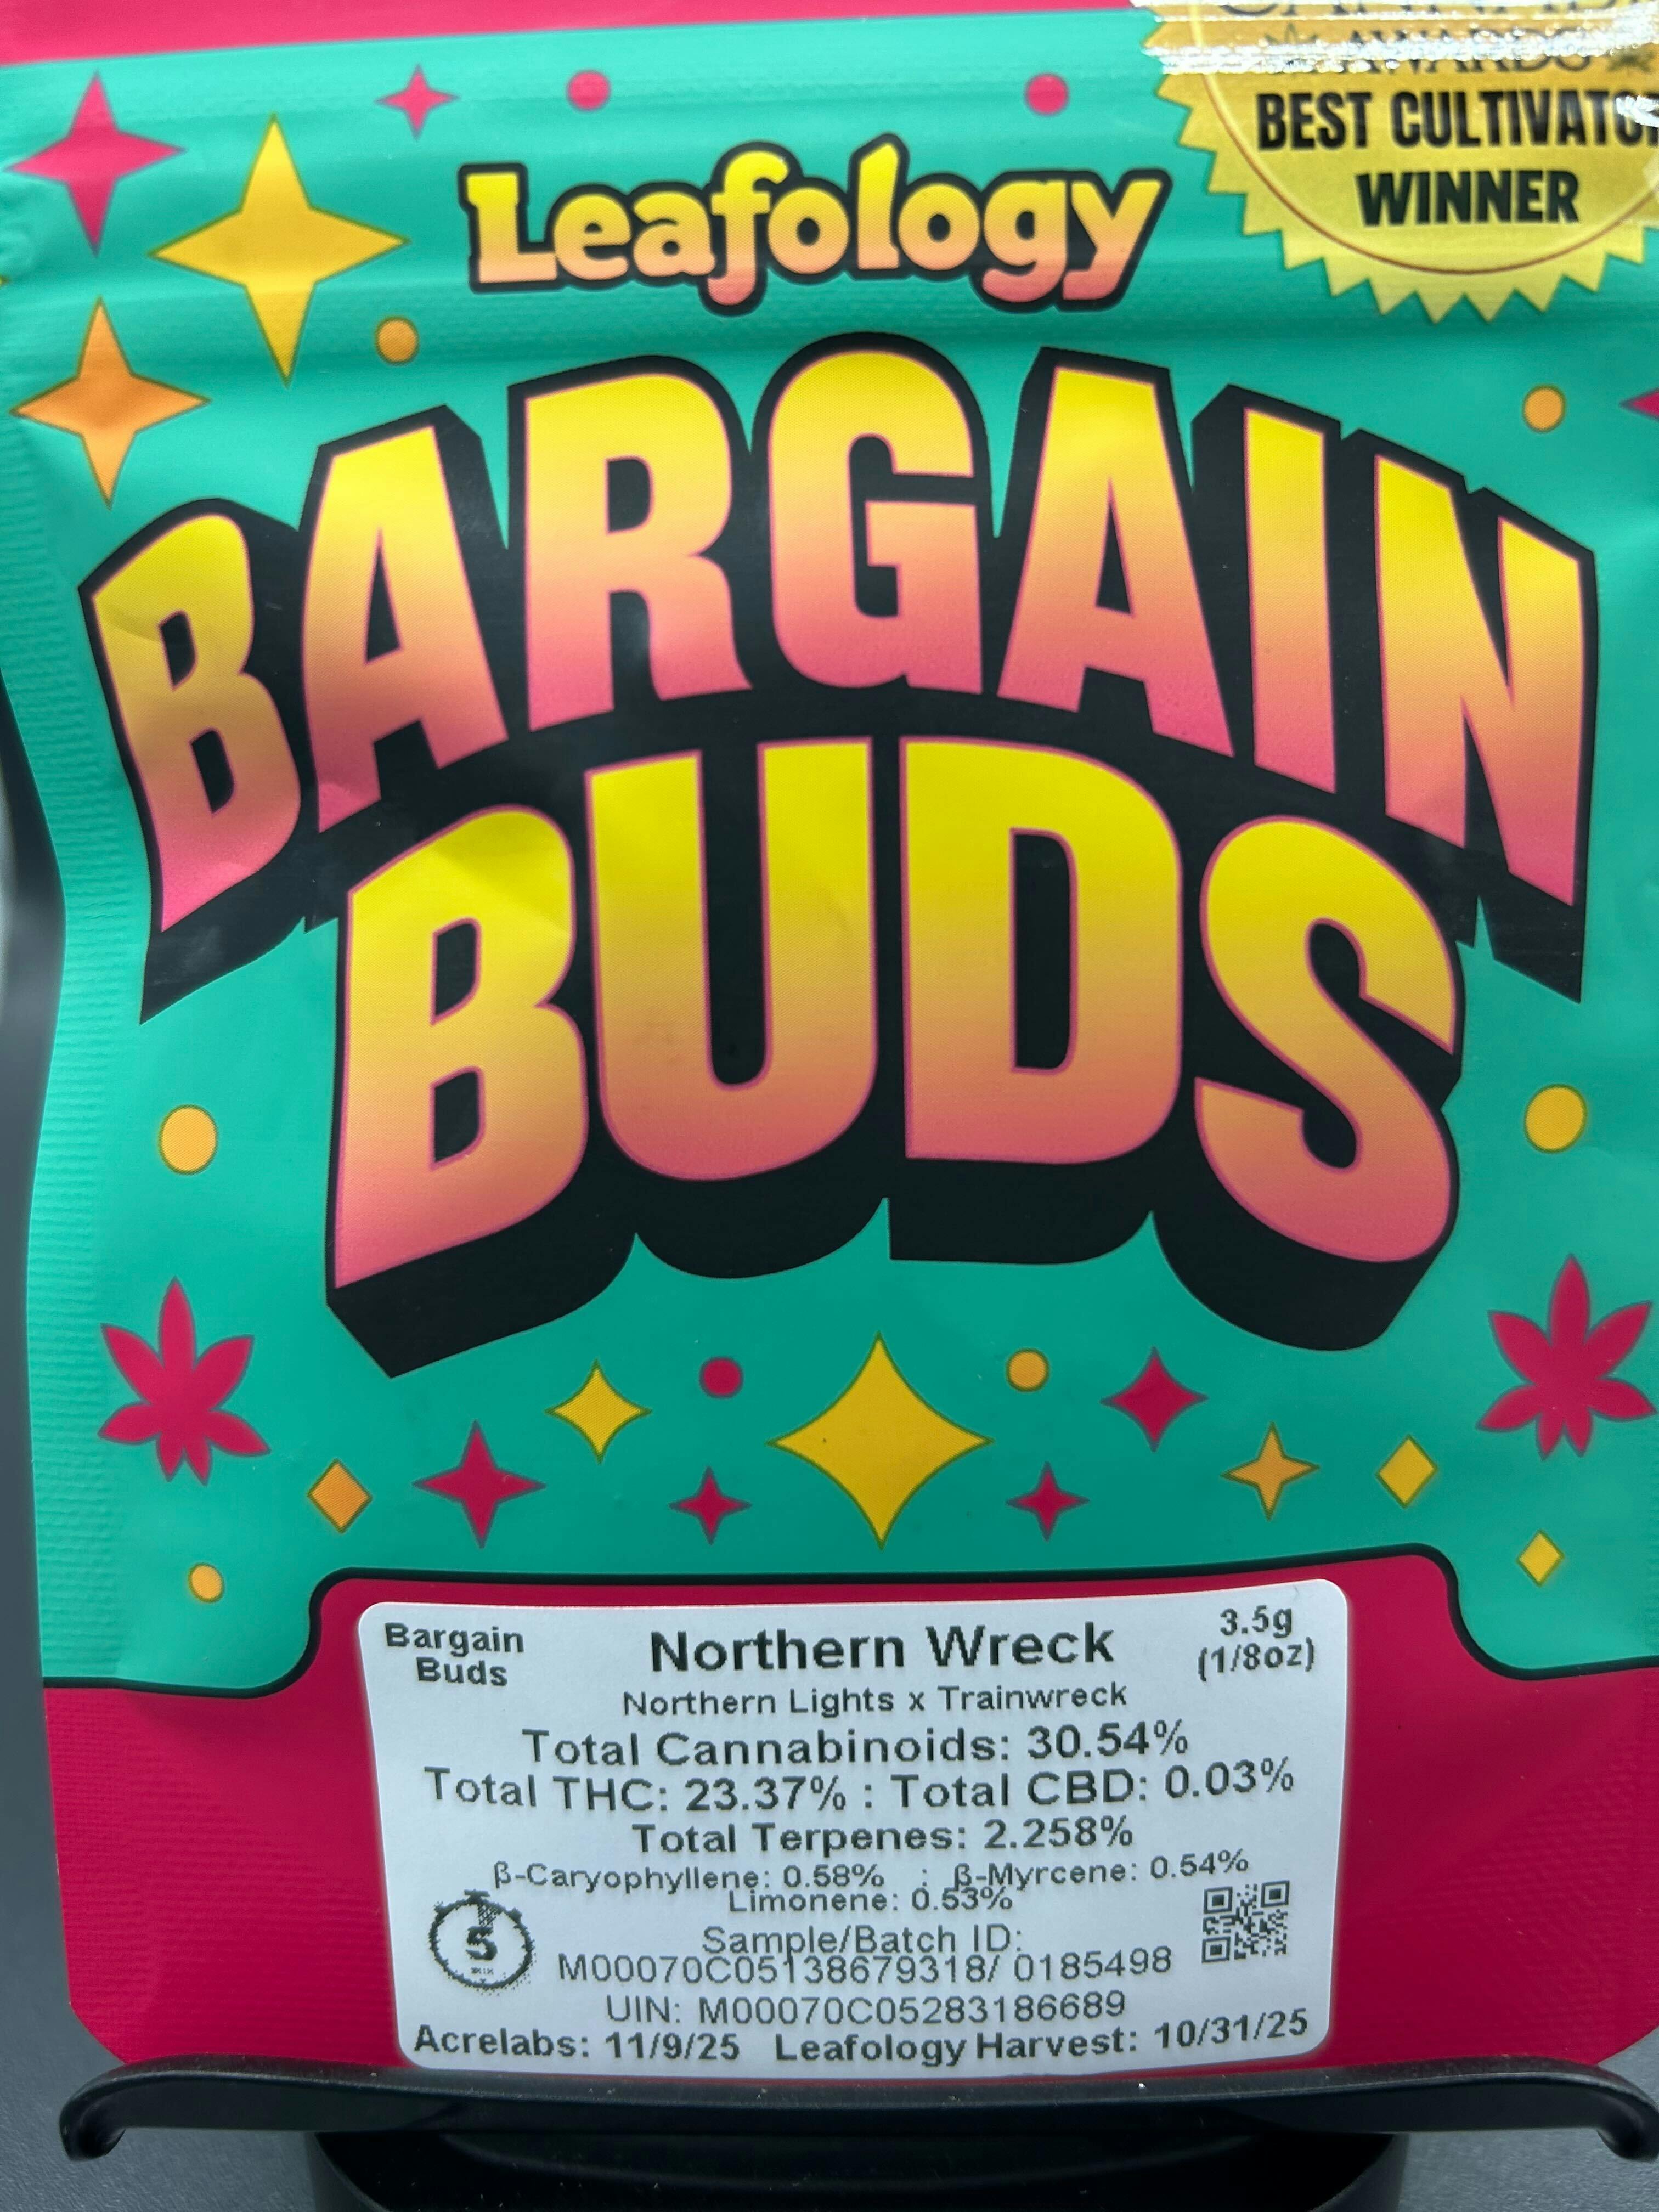 AWARDS
BEST CULTIVATOR
WINNER
Leafology
BARGAIN
BUDS
Bargain
Buds
Northern Wreck
3.5g
(1/8oz)
Northern Lights x Trainwreck
Total Cannabinoids: 30.54%
Total THC: 23.37% : Total CBD: 0.03%
Total Terpenes: 2.258%
β-Caryophyllene: 0.58% : β-Myrcene: 0.54%
Limonene: 0.53%
S
Sample/Batch ID:
M00070C05138679318/ 0185498
UIN: M00070C05283186689
Acrelabs: 11/9/25 Leafology Harvest: 10/31/25